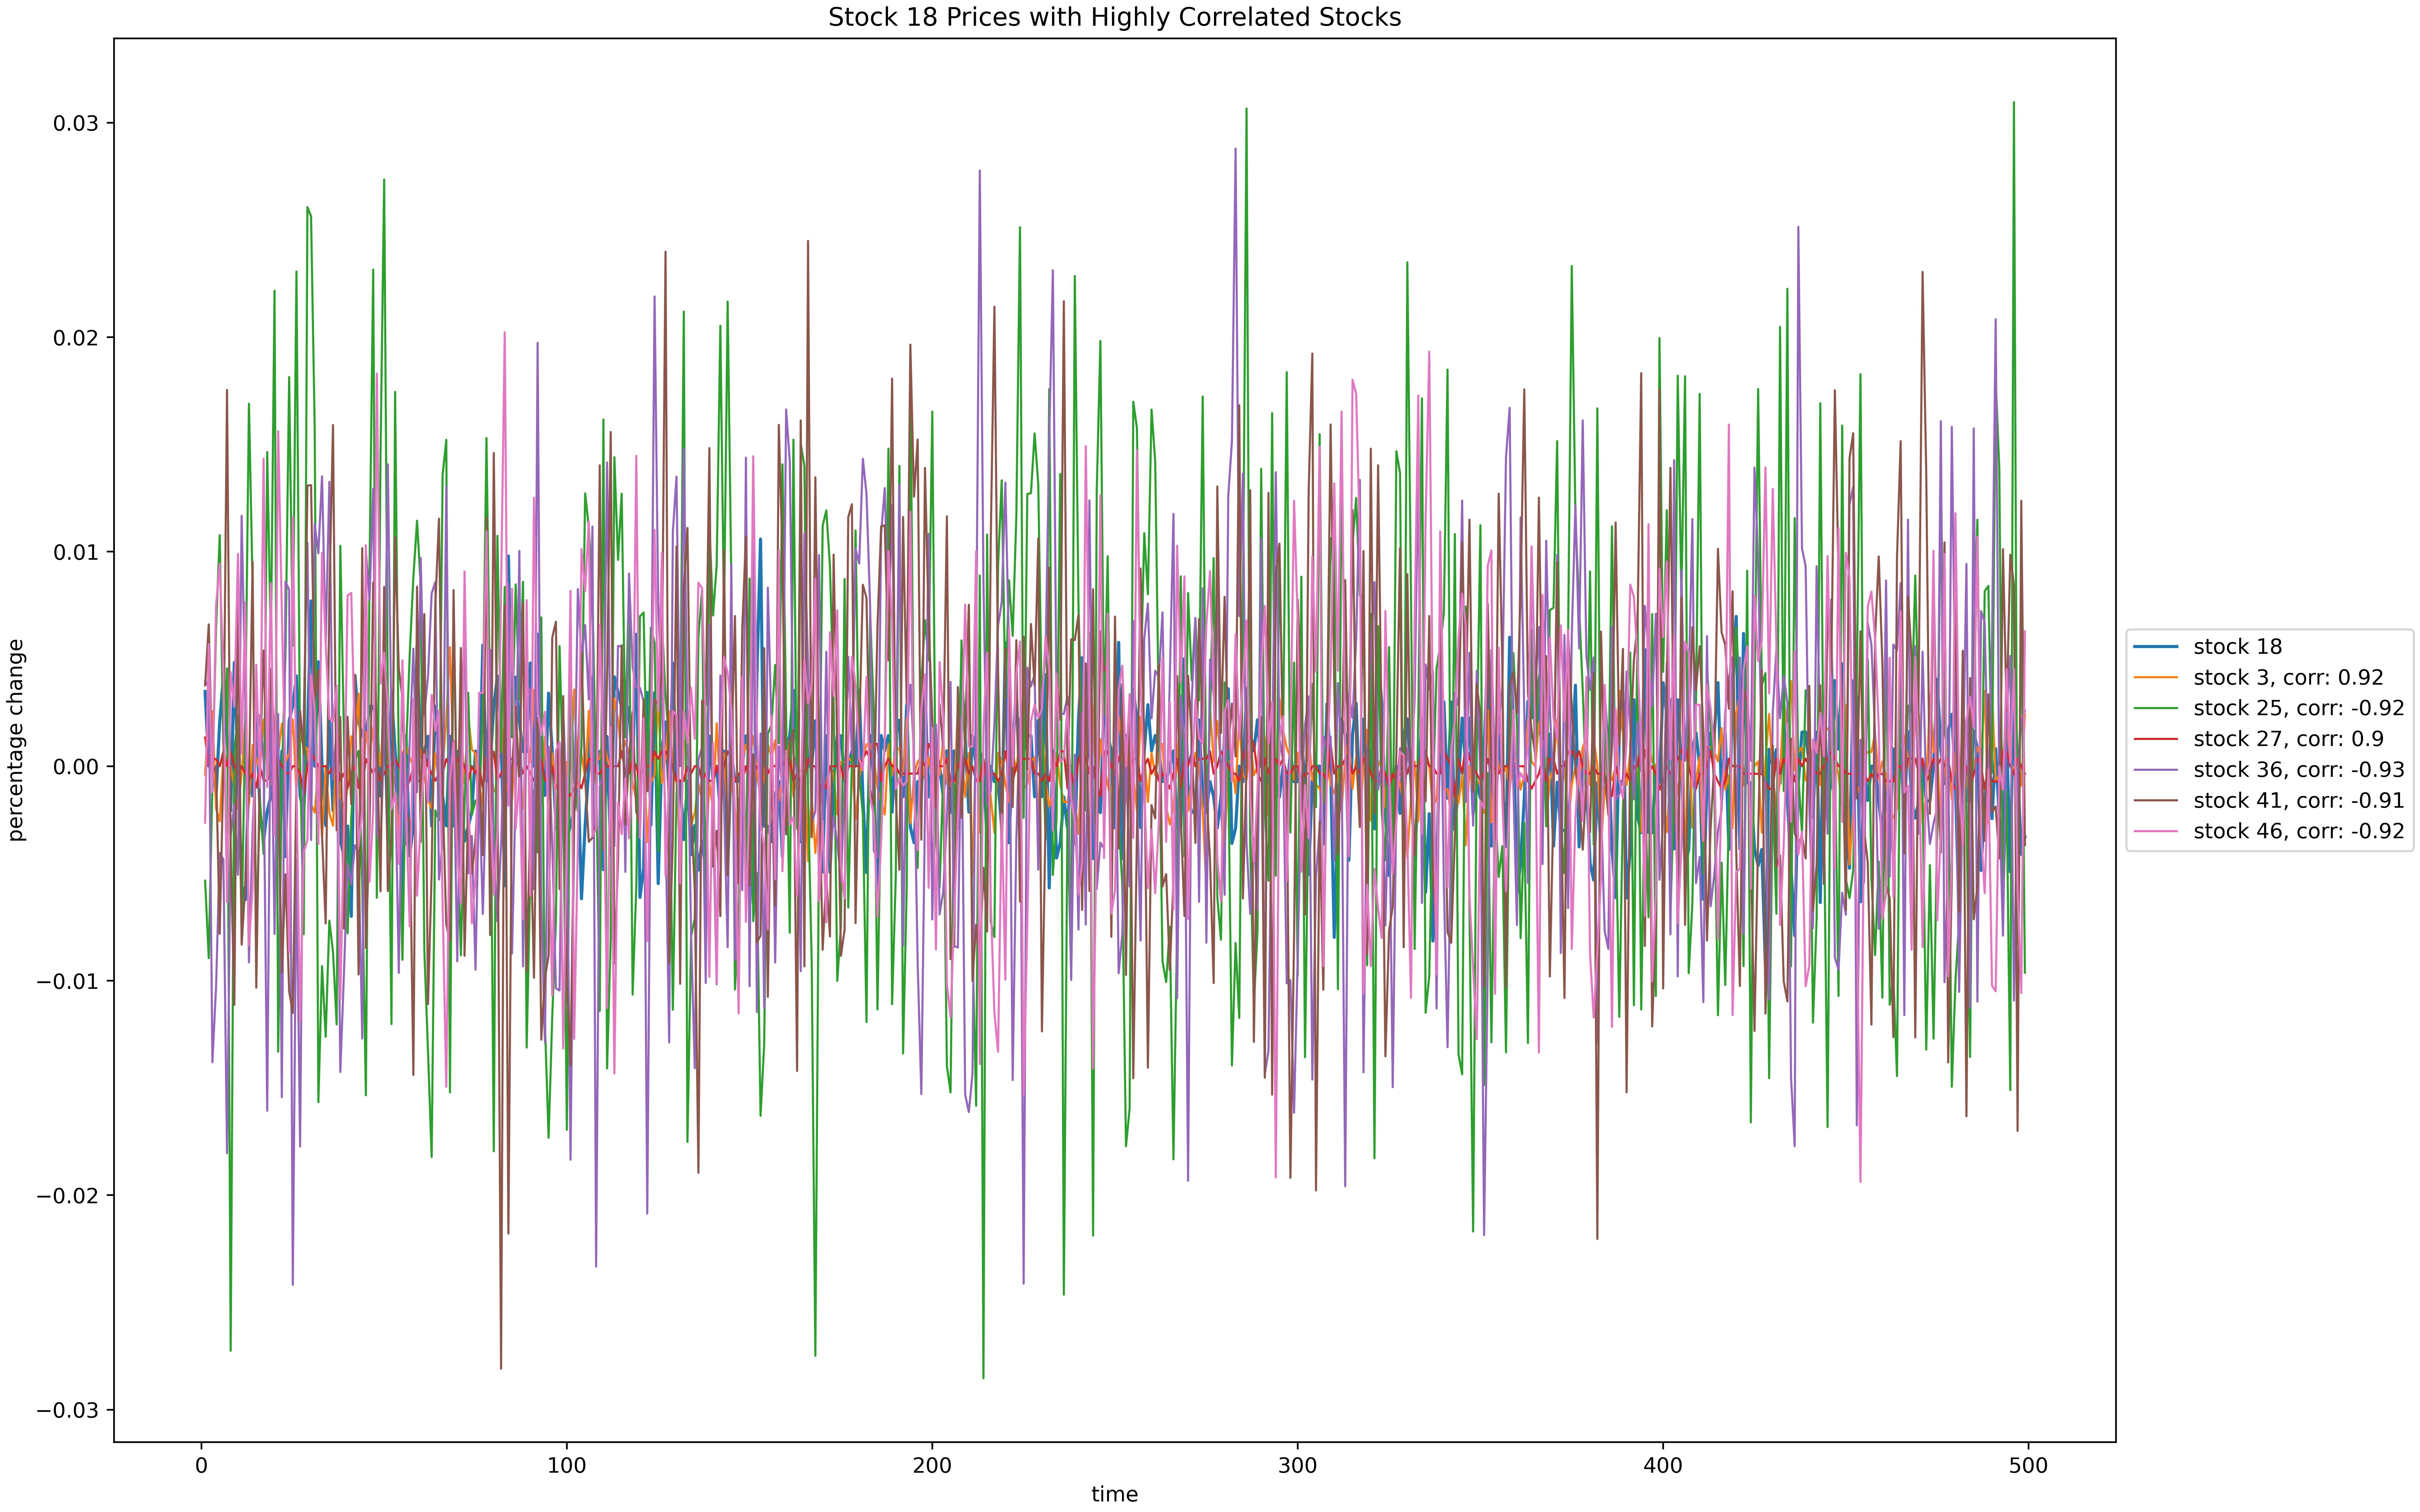 Stock 18 Prices with Highly Correlated Stocks
percentage change
0.03
0.02
0.01
0.00
−0.01
−0.02
−0.03
0
100
200
300
400
500
time
stock 18
stock 3, corr: 0.92
stock 25, corr: -0.92
stock 27, corr: 0.9
stock 36, corr: -0.93
stock 41, corr: -0.91
stock 46, corr: -0.92